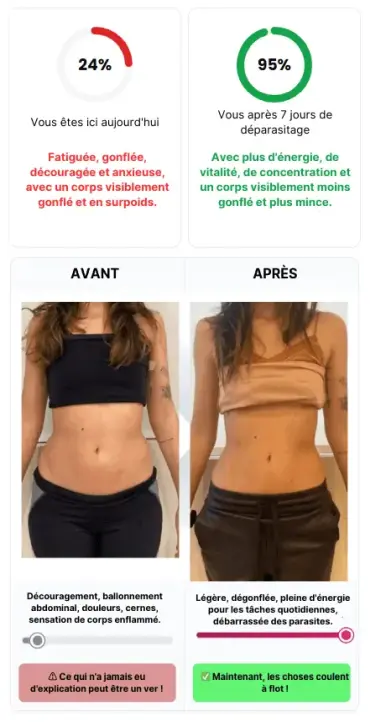 24%
Vous êtes ici aujourd'hui
Fatiguée, gonflée,
découragée et anxieuse,
avec un corps visiblement
gonflé et en surpoids.
95%
Vous après 7 jours de
déparasitage
Avec plus d'énergie, de
vitalité, de concentration et
un corps visiblement moins
gonflé et plus mince.
AVANT
APRÈS
Découragement, ballonnement
abdominal, douleurs, cernes,
sensation de corps enflammé.
⚠ Ce qui n'a jamais eu
d'explication peut être un ver !
Légère, dégonflée, pleine d'énergie
pour les tâches quotidiennes,
débarrassée des parasites.
✅ Maintenant, les choses coulent
à flot !